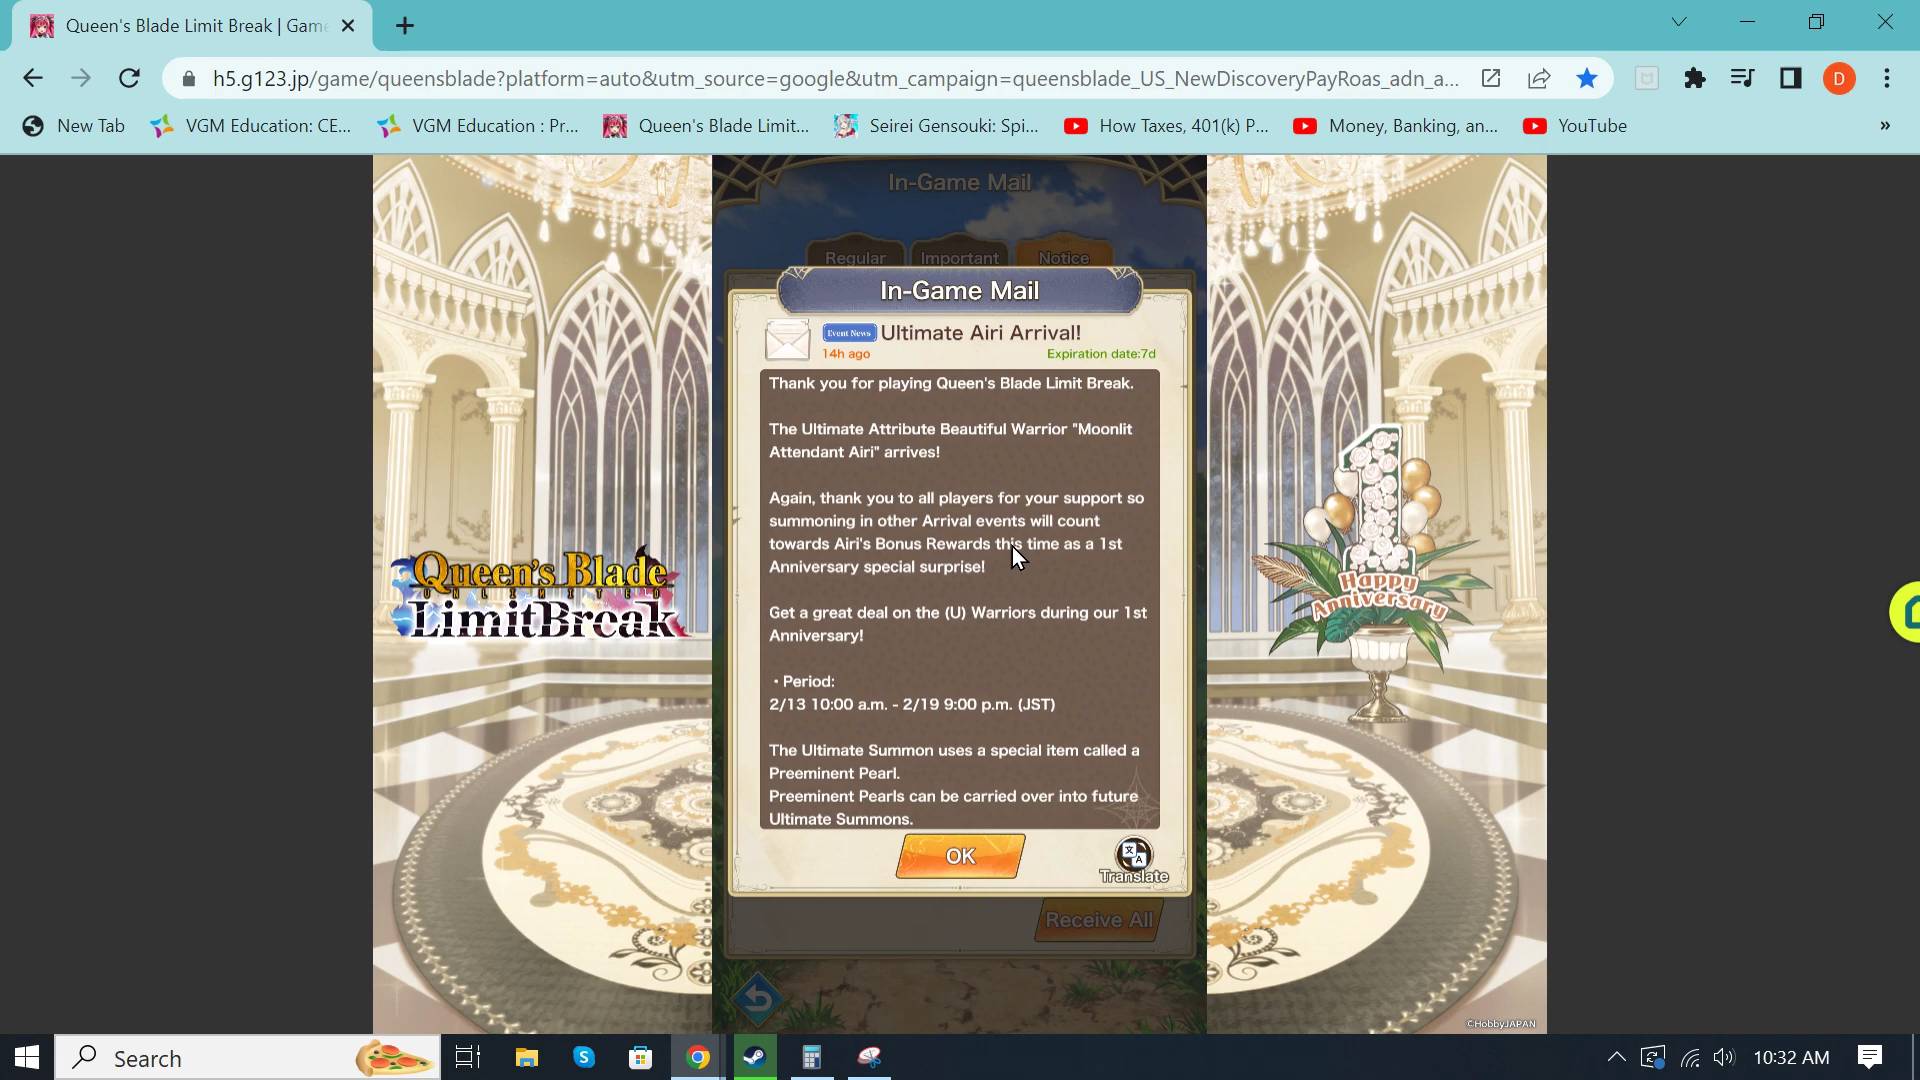 Queen's Blade Limit Break | Game
h5.g123.jp/game/queensblade?platform=auto&utm_source=google&utm_campaign=queensblade_US_NewDiscoveryPayRoas_adn_a...
D
New Tab
VGM Education: CE...
VGM Education : Pr...
Queen's Blade Limit...
Seirei Gensouki: Spi...
How Taxes, 401(k) P...
Money, Banking, an...
YouTube
»
In-Game Mail
Regular
Important
Notice
In-Game Mail
Event News
Ultimate Airi Arrival!
14h ago
Expiration date:7d
Thank you for playing Queen's Blade Limit Break.
The Ultimate Attribute Beautiful Warrior "Moonlit
Attendant Airi" arrives!
Again, thank you to all players for your support so
summoning in other Arrival events will count
towards Airi's Bonus Rewards this time as a 1st
Anniversary special surprise!
Get a great deal on the (U) Warriors during our 1st
Anniversary!
・Period:
2/13 10:00 a.m. - 2/19 9:00 p.m. (JST)
The Ultimate Summon uses a special item called a
Preeminent Pearl.
Preeminent Pearls can be carried over into future
Ultimate Summons.
OK
文
A
Translate
Receive All
Queen's Blade
UNLIMITED
LimitBreak
1
Happy
Anniversary
©HobbyJAPAN
Search
10:32 AM